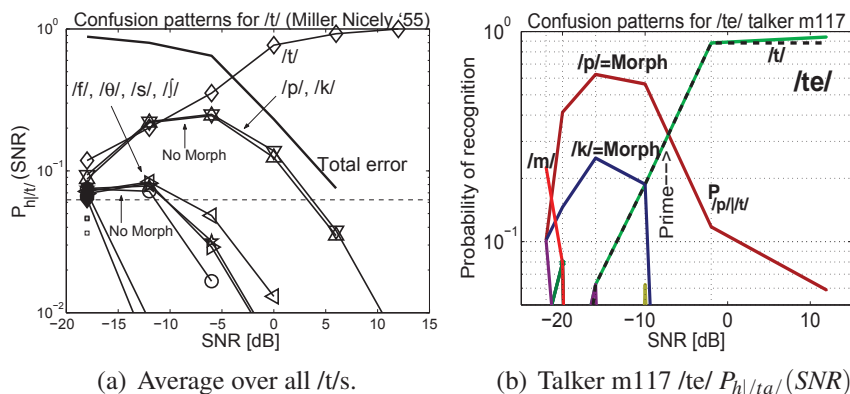 Confusion patterns for /t/ (Miller Nicely '55)
10^0
/t/
/f/, /θ/, /s/, /ʃ/
/p/, /k/
No Morph
Total error
10^-1
P_h|/t/ (SNR)
No Morph
10^-2
−20 −15 −10 −5 0 5 10 15
SNR [dB]
(a) Average over all /t/s.
Confusion patterns for /te/ talker m117
10^0
/p/=Morph
/t/
/te/
/m/
/k/=Morph
Prime-->
P_/p/|/t/
Probability of recognition
10^-1
−20 −10 0 10
SNR [dB]
(b) Talker m117 /te/ P_h|/ta/(SNR)